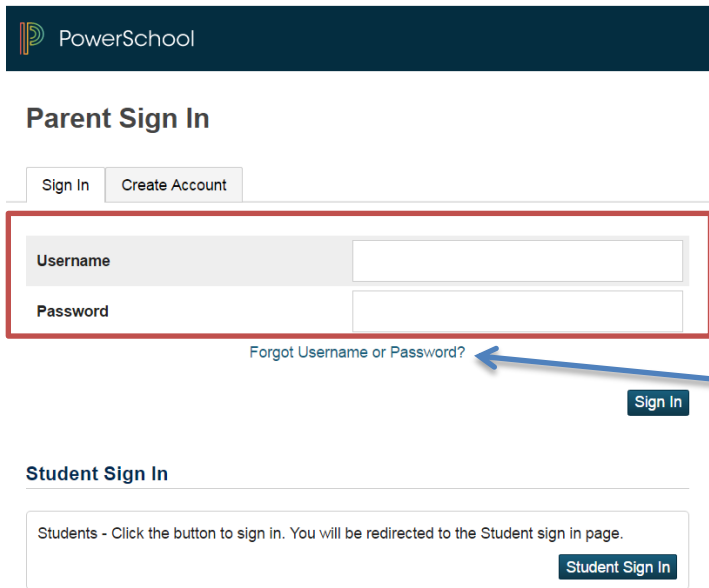 PowerSchool
Parent Sign In
Sign In
Create Account
Username
Password
Forgot Username or Password?
Sign In
Student Sign In
Students - Click the button to sign in. You will be redirected to the Student sign in page.
Student Sign In